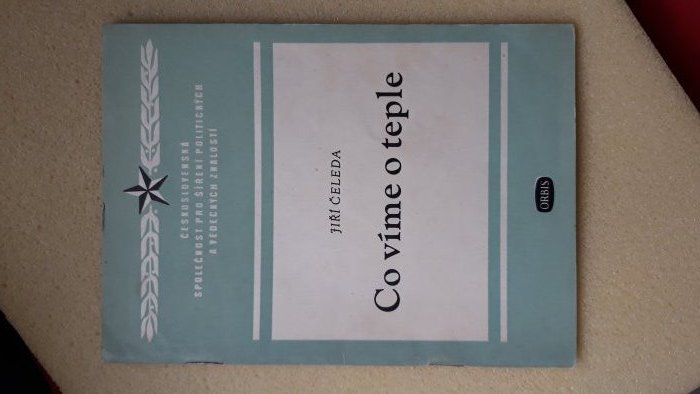 ČESKOSLOVENSKÁ
SPOLEČNOST PRO ŠÍŘENÍ POLITICKÝCH
A VĚDECKÝCH ZNALOSTÍ
JIŘÍ ČELEDA
Co víme o teple
ORBIS